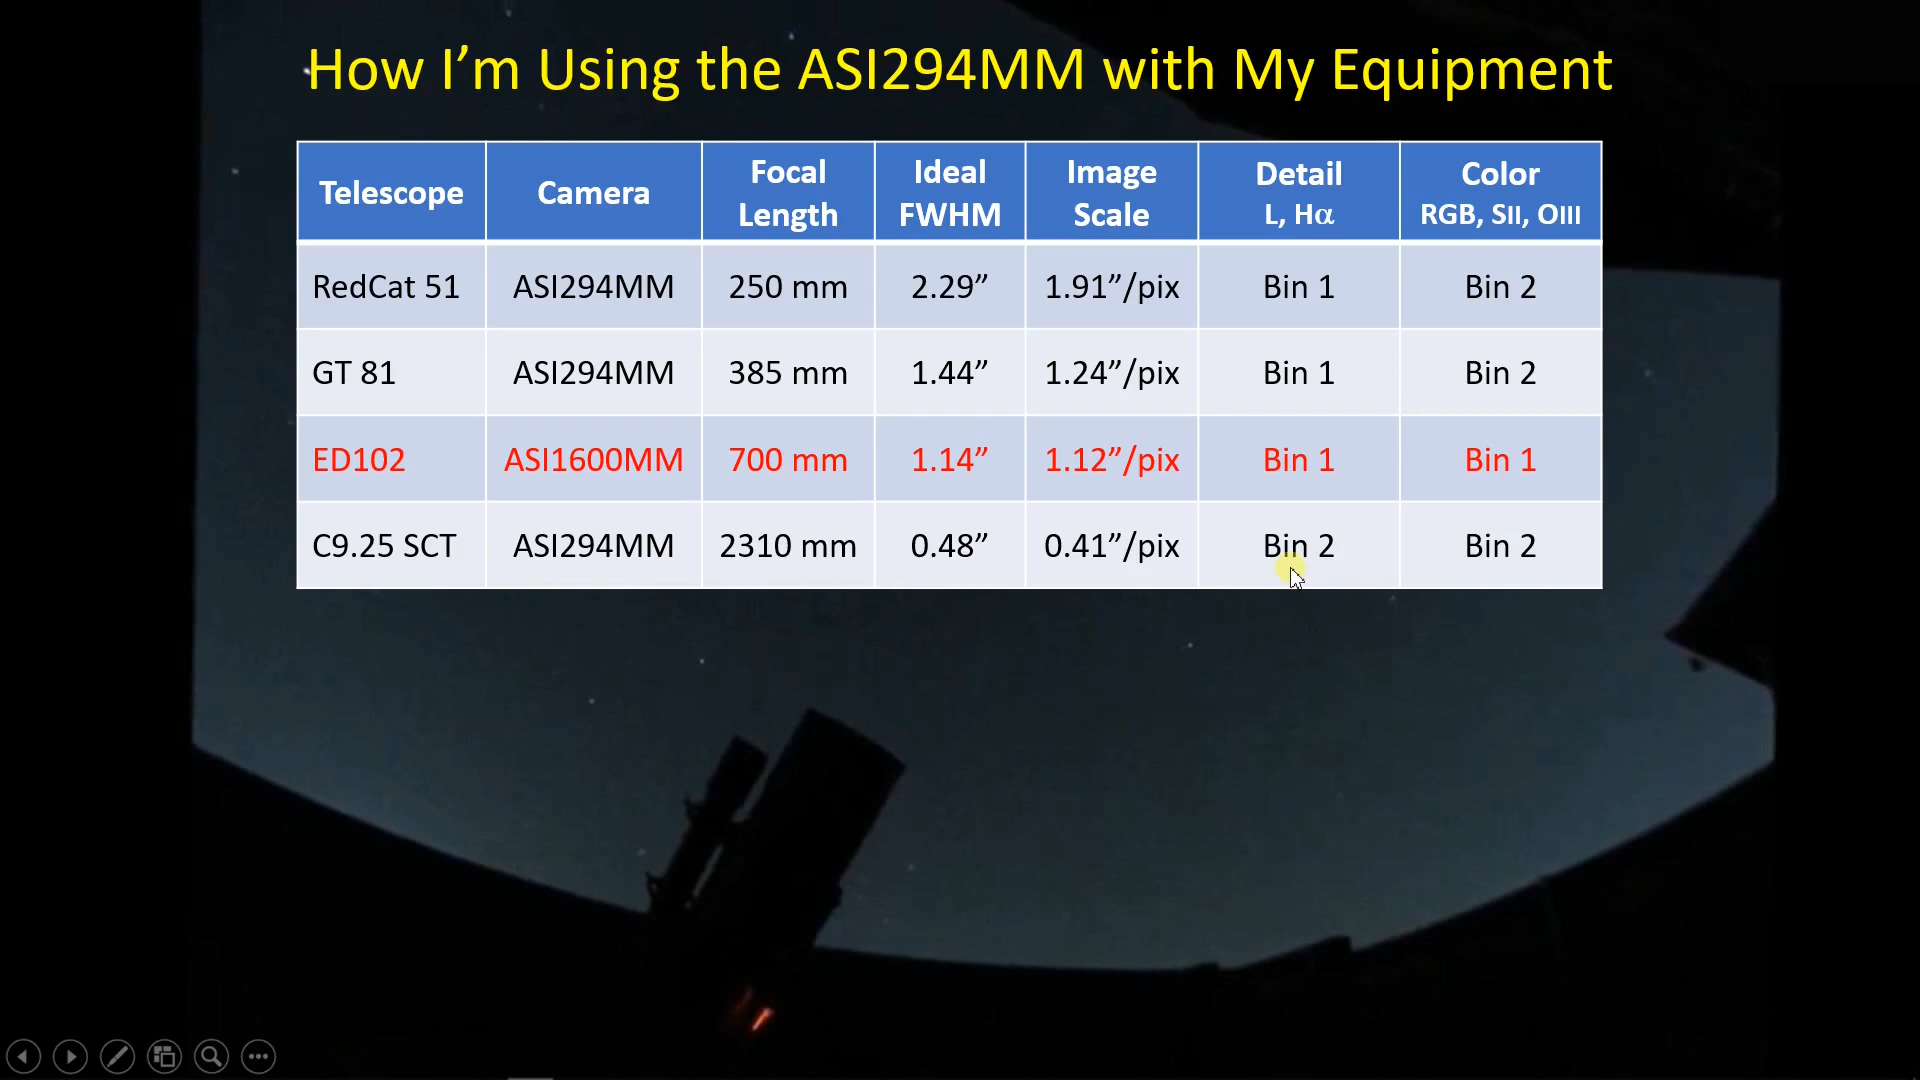 How I’m Using the ASI294MM with My Equipment
Telescope Camera Focal Length Ideal FWHM Image Scale Detail L, Hα Color RGB, SII, OIII
RedCat 51 ASI294MM 250 mm 2.29” 1.91”/pix Bin 1 Bin 2
GT 81 ASI294MM 385 mm 1.44” 1.24”/pix Bin 1 Bin 2
ED102 ASI1600MM 700 mm 1.14” 1.12”/pix Bin 1 Bin 1
C9.25 SCT ASI294MM 2310 mm 0.48” 0.41”/pix Bin 2 Bin 2